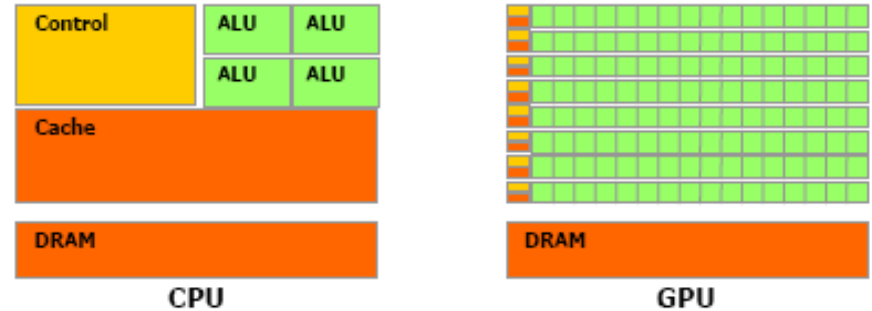 Control
ALU ALU
ALU ALU
Cache
DRAM
CPU
DRAM
GPU